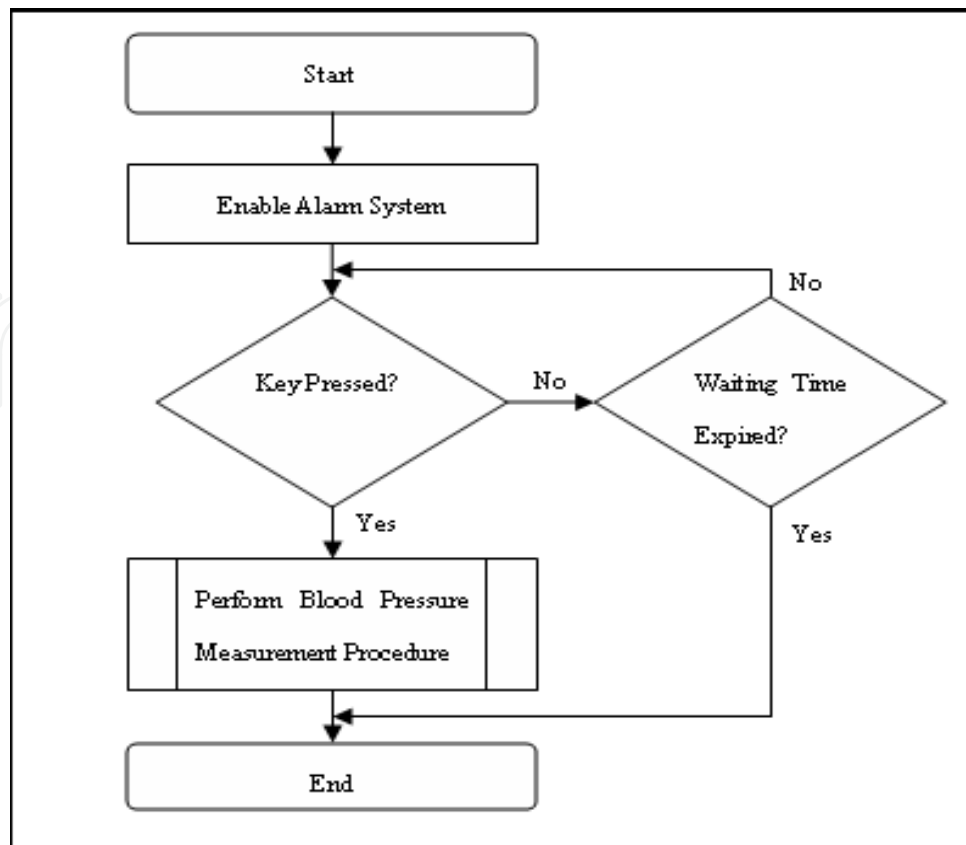 Start
Enable Alarm System
No
Key Pressed?
No
Waiting Time
Expired?
Yes
Yes
Perform Blood Pressure
Measurement Procedure
End